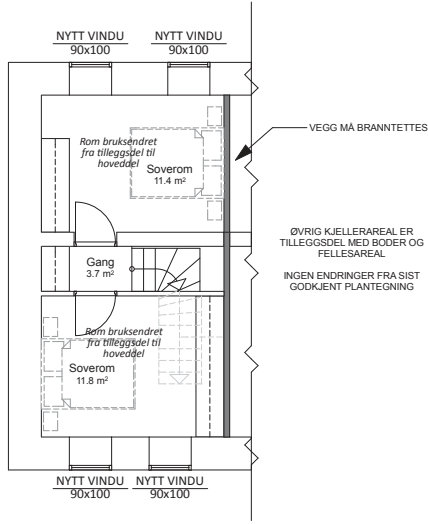 NYTT VINDU
90x100
NYTT VINDU
90x100
VEGG MÅ BRANNTETTES
Rom bruksendret
fra tilleggsdel til
hoveddel
Soverom
11.4 m²
ØVRIG KJELLERAREAL ER
TILLEGGSDEL MED BODER OG
FELLESAREAL
INGEN ENDRINGER FRA SIST
GODKJENT PLANTEGNING
Gang
3.7 m²
Rom bruksendret
fra tilleggsdel til
hoveddel
Soverom
11.8 m²
NYTT VINDU
90x100
NYTT VINDU
90x100